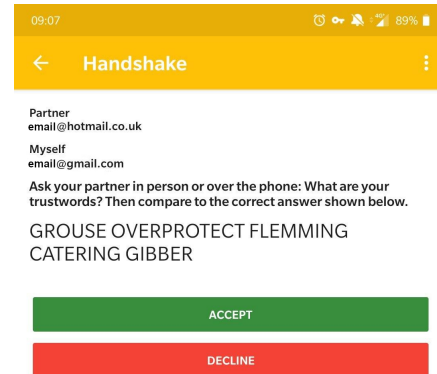 09:07 4G+ 89%
Handshake
Partner
email@hotmail.co.uk
Myself
email@gmail.com
Ask your partner in person or over the phone: What are your
trustwords? Then compare to the correct answer shown below.
GROUSE OVERPROTECT FLEMMING
CATERING GIBBER
ACCEPT
DECLINE